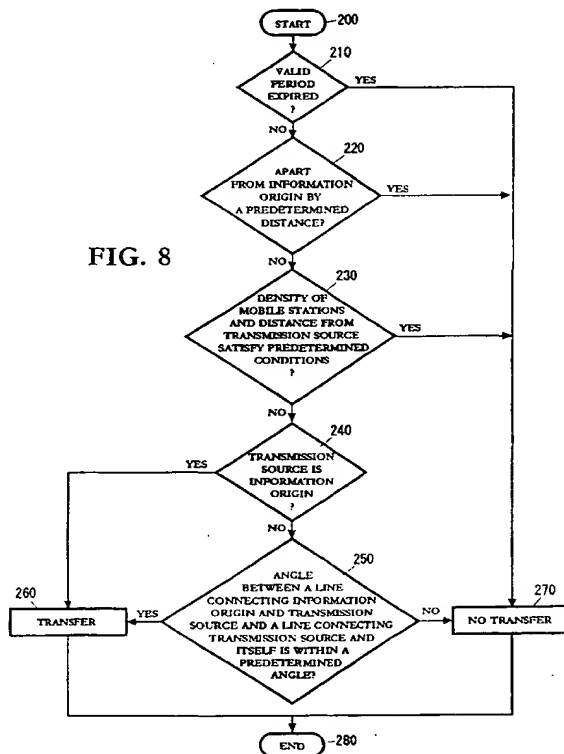 START
200
210
VALID
PERIOD
EXPIRED
?
YES
NO
220
APART
FROM INFORMATION
ORIGIN BY
A PREDETERMINED
DISTANCE?
YES
FIG. 8
NO
230
DENSITY OF
MOBILE STATIONS
AND DISTANCE FROM
TRANSMISSION SOURCE
SATISFY PREDETERMINED
CONDITIONS
?
YES
NO
240
YES
TRANSMISSION
SOURCE IS
INFORMATION
ORIGIN
?
NO
250
ANGLE
BETWEEN A LINE
CONNECTING INFORMATION
ORIGIN AND TRANSMISSION
SOURCE AND A LINE CONNECTING
TRANSMISSION SOURCE AND
ITSELF IS WITHIN A
PREDETERMINED
ANGLE?
260
TRANSFER
YES
NO
270
NO TRANSFER
END
280